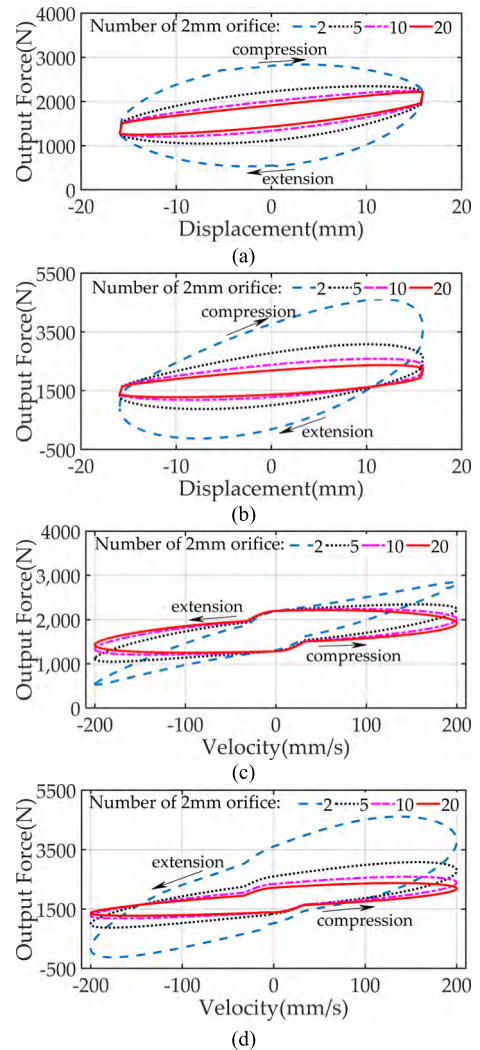 Number of 2mm orifice: 2 5 10 20
4000
3000
2000
1000
0
Output Force(N)
compression
extension
-20 -10 0 10 20
Displacement(mm)
(a)
Number of 2mm orifice: 2 5 10 20
5500
3500
1500
-500
Output Force(N)
compression
extension
-20 -10 0 10 20
Displacement(mm)
(b)
Number of 2mm orifice: 2 5 10 20
4000
3,000
2,000
1,000
0
Output Force(N)
extension
compression
-200 -100 0 100 200
Velocity(mm/s)
(c)
Number of 2mm orifice: 2 5 10 20
5500
3500
1500
-500
Output Force(N)
extension
compression
-200 -100 0 100 200
Velocity(mm/s)
(d)